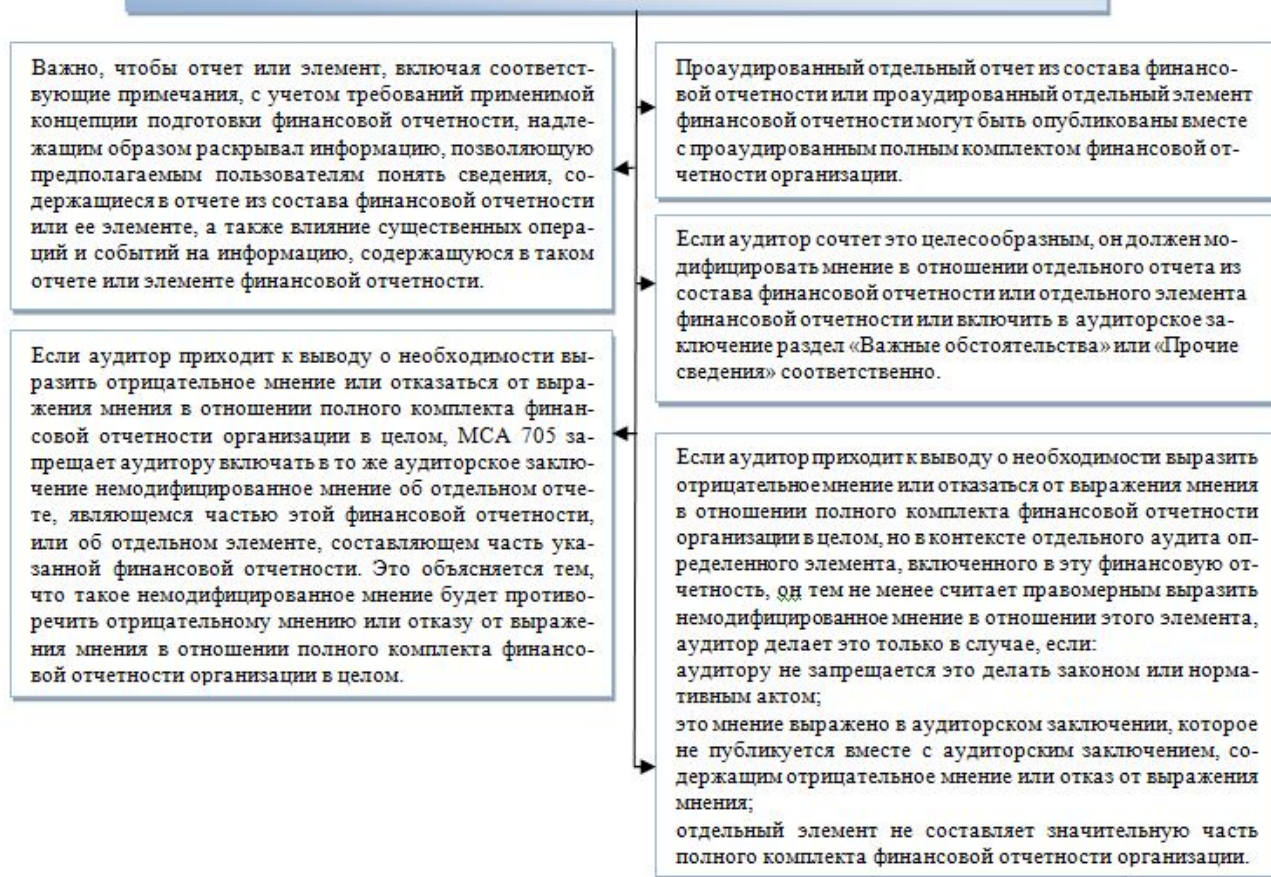 Важно, чтобы отчет или элемент, включая соответст-
вующие примечания, с учетом требований применимой
концепции подготовки финансовой отчетности, надле-
жащим образом раскрывал информацию, позволяющую
предполагаемым пользователям понять сведения, со-
держащиеся в отчете из состава финансовой отчетности
или ее элементе, а также влияние существенных опера-
ций и событий на информацию, содержащуюся в таком
отчете или элементе финансовой отчетности.
Если аудитор приходит к выводу о необходимости вы-
разить отрицательное мнение или отказаться от выра-
жения мнения в отношении полного комплекта финан-
совой отчетности организации в целом, МСА 705 за-
прещает аудитору включать в то же аудиторское заклю-
чение немодифицированное мнение об отдельном отче-
те, являющемся частью этой финансовой отчетности,
или об отдельном элементе, составляющем часть ука-
занной финансовой отчетности. Это объясняется тем,
что такое немодифицированное мнение будет противо-
речить отрицательному мнению или отказу от выраже-
ния мнения в отношении полного комплекта финансо-
вой отчетности организации в целом.
Проаудированный отдельный отчет из состава финансо-
вой отчетности или проаудированный отдельный элемент
финансовой отчетности могут быть опубликованы вместе
с проаудированным полным комплектом финансовой от-
четности организации.
Если аудитор сочтет это целесообразным, он должен мо-
дифицировать мнение в отношении отдельного отчета из
состава финансовой отчетности или отдельного элемента
финансовой отчетности или включить в аудиторское за-
ключение раздел «Важные обстоятельства» или «Прочие
сведения» соответственно.
Если аудитор приходит к выводу о необходимости выразить
отрицательное мнение или отказаться от выражения мнения
в отношении полного комплекта финансовой отчетности
организации в целом, но в контексте отдельного аудита оп-
ределенного элемента, включенного в эту финансовую от-
четность, он тем не менее считает правомерным выразить
немодифицированное мнение в отношении этого элемента,
аудитор делает это только в случае, если:
аудитору не запрещается это делать законом или норма-
тивным актом;
это мнение выражено в аудиторском заключении, которое
не публикуется вместе с аудиторским заключением, со-
держащим отрицательное мнение или отказ от выражения
мнения;
отдельный элемент не составляет значительную часть
полного комплекта финансовой отчетности организации.